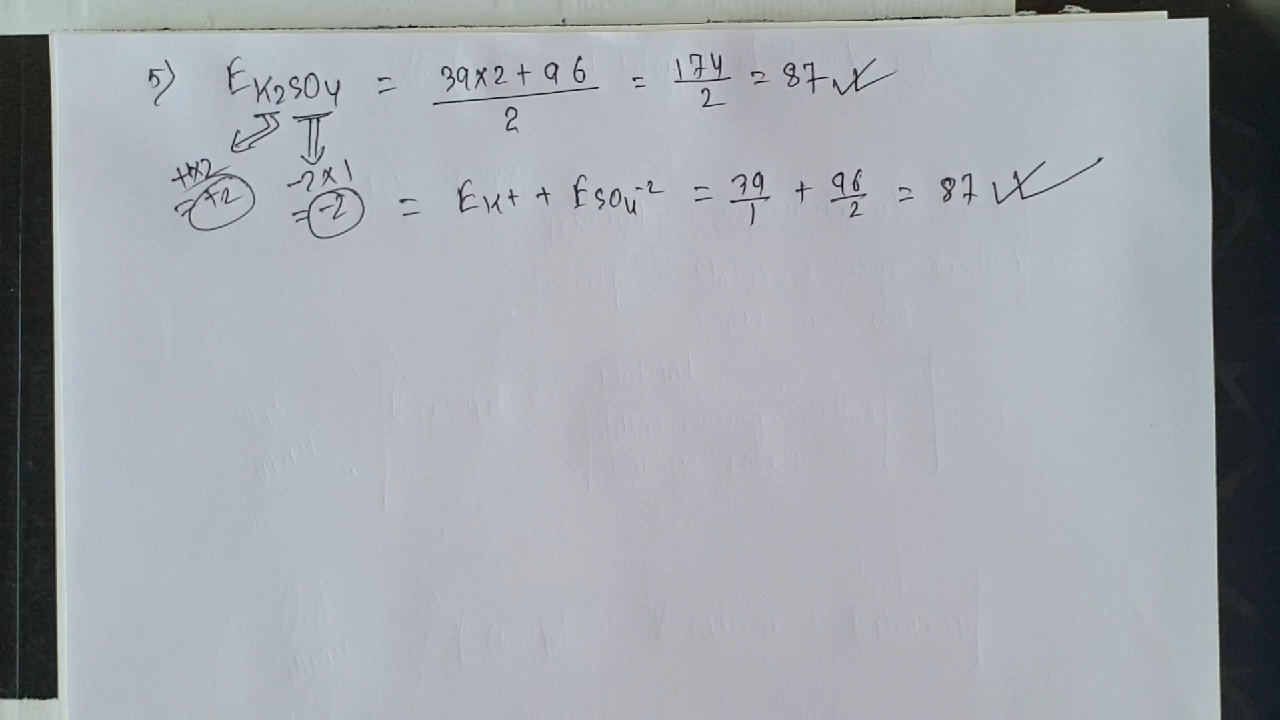 5) E K2SO4 = 39×2+96 / 2 = 174/2 = 87 ✓
+1×2 -2×1
=+2 =-2 = E K+ + E SO4-2 = 39/1 + 96/2 = 87 ✓